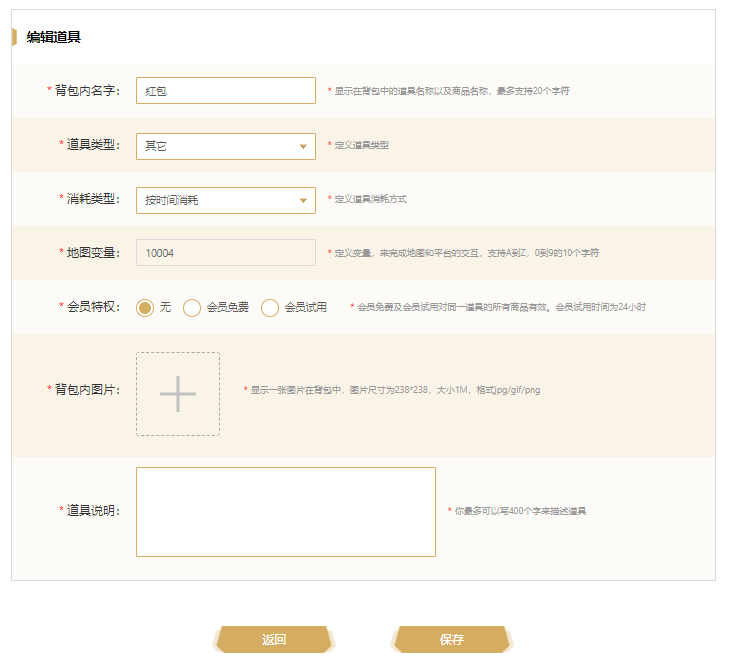 编辑道具
* 背包内名字： 红包 * 显示在背包中的道具名称以及商品名称，最多支持20个字符
* 道具类型： 其它 * 定义道具类型
* 消耗类型： 按时间消耗 * 定义道具消耗方式
* 地图变量： 10004 * 定义变量，来完成地图和平台的交互，支持A到Z，0到9的10个字符
* 会员特权： 无 会员免费 会员试用 * 会员免费及会员试用对同一道具的所有商品有效。会员试用时间为24小时
* 背包内图片： * 显示一张图片在背包中，图片尺寸为238*238，大小1M，格式jpg/gif/png
* 道具说明： * 你最多可以写400个字来描述道具
返回 保存